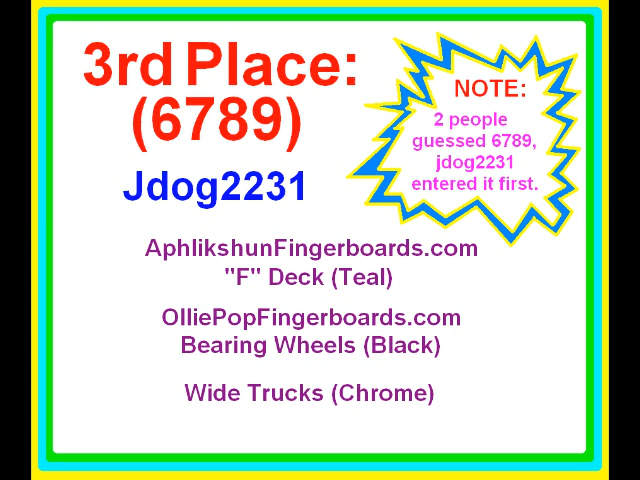 3rd Place:
(6789)
Jdog2231
NOTE:
2 people
guessed 6789,
jdog2231
entered it first.
AphlikshunFingerboards.com
"F" Deck (Teal)
OlliePopFingerboards.com
Bearing Wheels (Black)
Wide Trucks (Chrome)